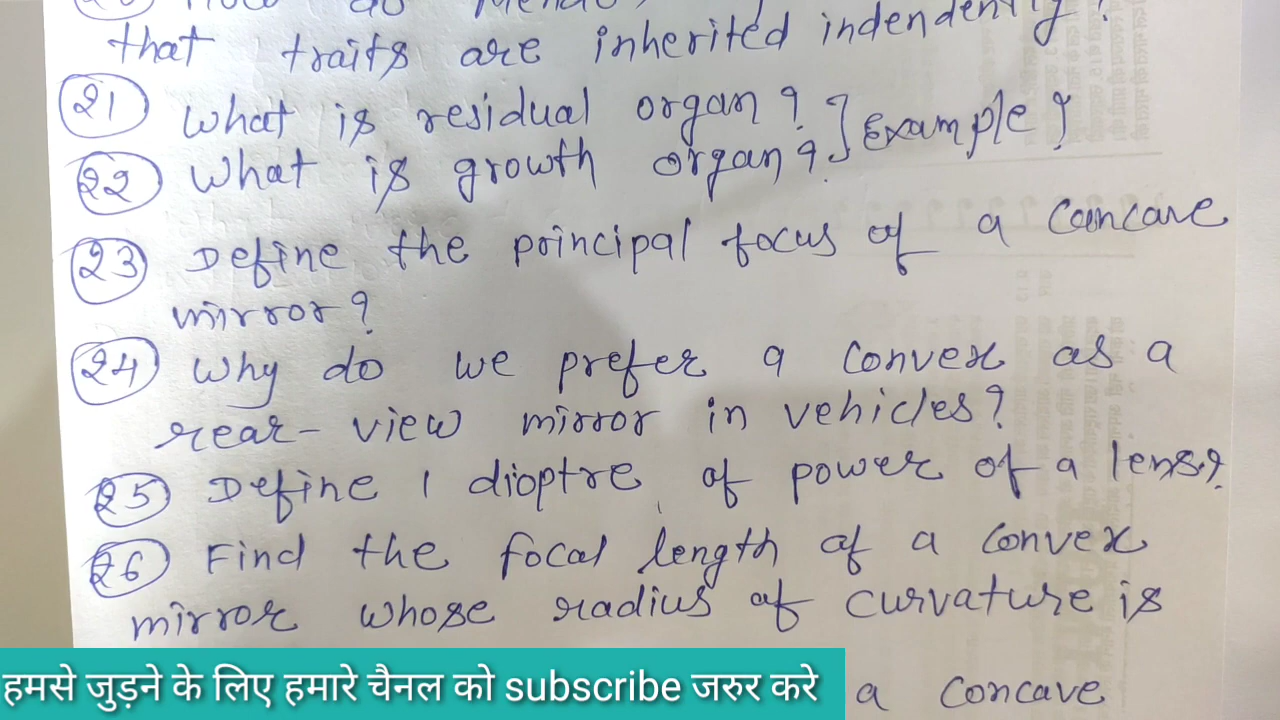 that traits are inherited indendently?
21 What is residual organ?
22 What is growth organ? ] Example?
23 Define the principal focus of a concave
mirror?
24 Why do we prefer a convex as a
rear-view mirror in vehicles?
25 Define 1 dioptre of power of a lens?
26 Find the focal length of a convex
mirror whose radius of curvature is
a concave
हमसे जुड़ने के लिए हमारे चैनल को subscribe जरुर करे